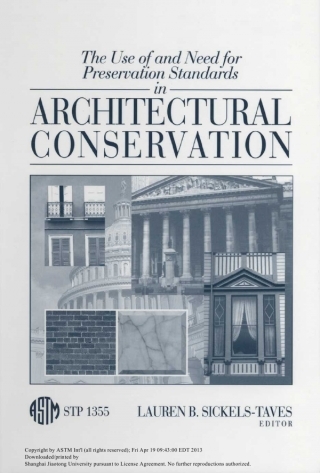 The Use of and Need for
Preservation Standards
in
ARCHITECTURAL
CONSERVATION
ASTM STP 1355
LAUREN B. SICKELS-TAVES
EDITOR
Copyright by ASTM Int'l (all rights reserved); Fri Apr 19 09:43:00 EDT 2013
Downloaded/printed by
Shanghai Jiaotong University pursuant to License Agreement. No further reproductions authorized.